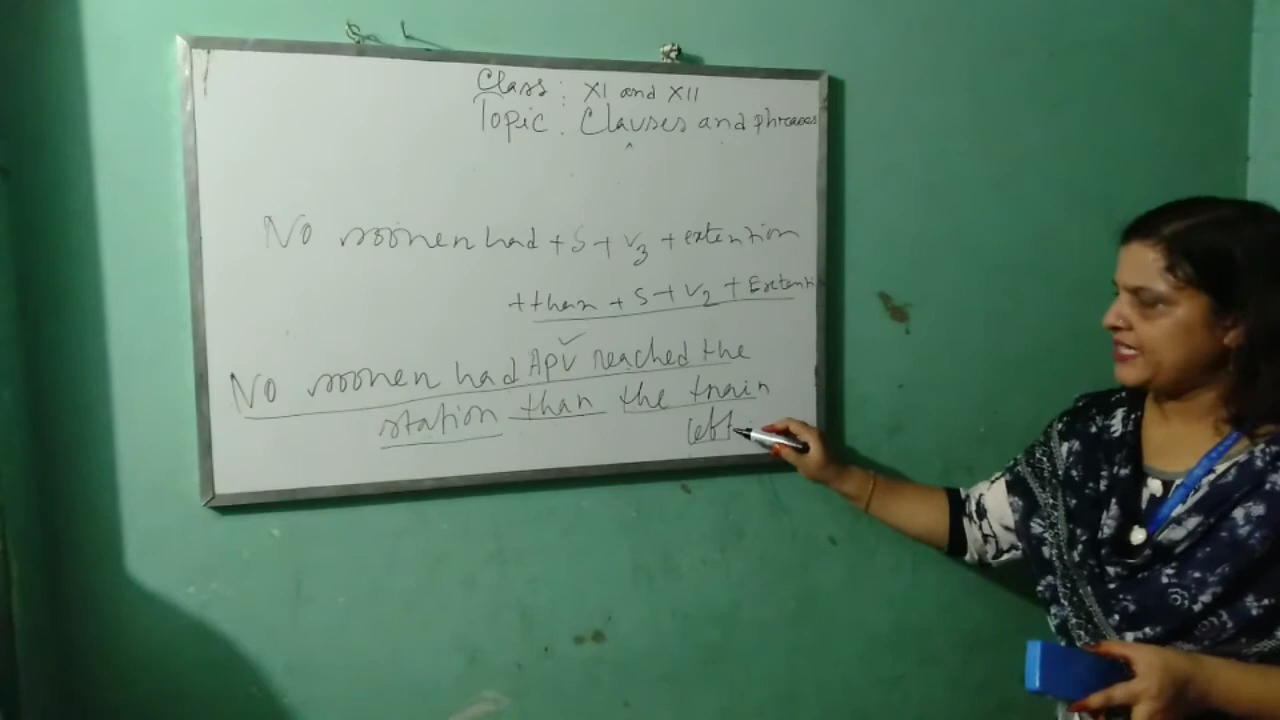 Class: XI and XII
Topic: Clauses and phrases
No sooner had + S + V3 + extention
+ than + S + V2 + Extenti
No sooner had Apu reached the
station than the train
left